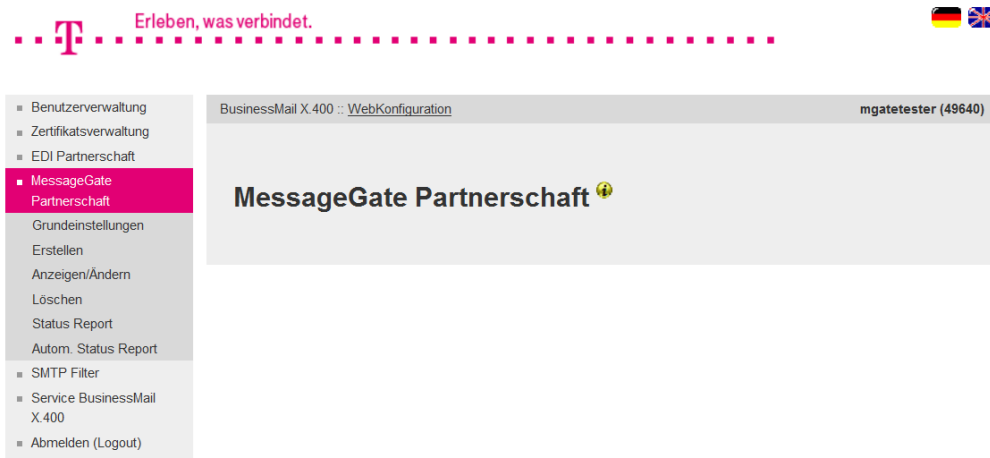 Erleben, was verbindet.
T
Benutzerverwaltung
Zertifikatsverwaltung
EDI Partnerschaft
MessageGate
Partnerschaft
Grundeinstellungen
Erstellen
Anzeigen/Ändern
Löschen
Status Report
Autom. Status Report
SMTP Filter
Service BusinessMail
X.400
Abmelden (Logout)
BusinessMail X.400 :: WebKonfiguration
mgatetester (49640)
MessageGate Partnerschaft